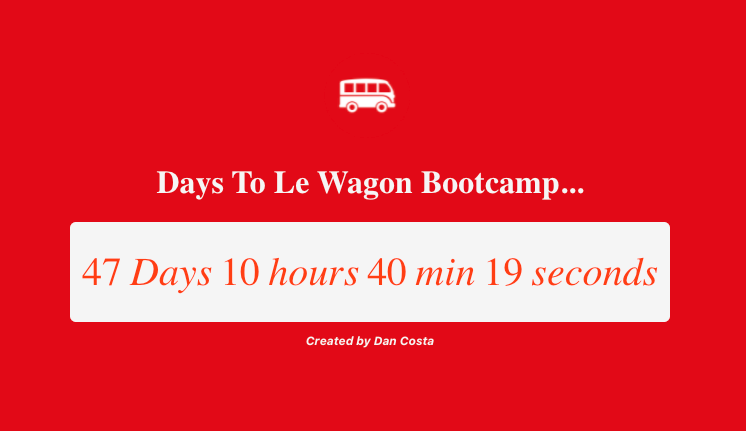 Days To Le Wagon Bootcamp...
47 Days 10 hours 40 min 19 seconds
Created by Dan Costa